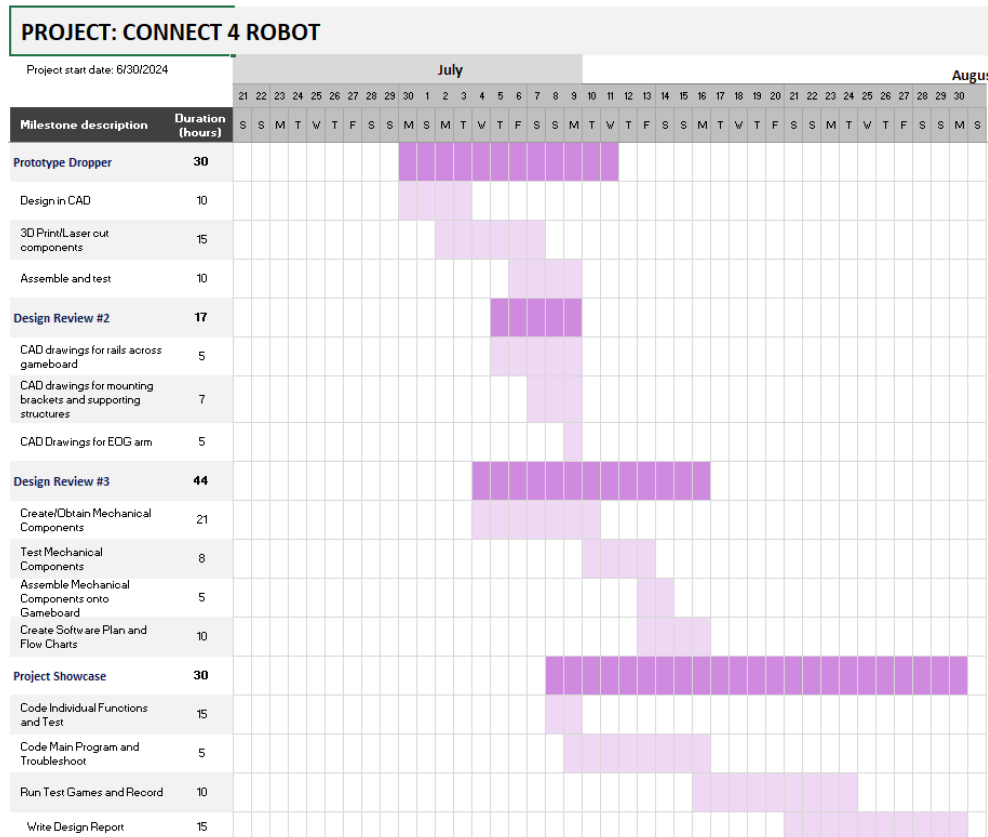 PROJECT: CONNECT 4 ROBOT
Project start date: 6/30/2024
July
Augus
21 22 23 24 25 26 27 28 29 30 1 2 3 4 5 6 7 8 9 10 11 12 13 14 15 16 17 18 19 20 21 22 23 24 25 26 27 28 29 30
Milestone description Duration (hours) S S M T W T F S S M S M T W T F S S M T W T F S S M T W T F S S M T W T F S S M S
Prototype Dropper 30
Design in CAD 10
3D Print/Laser cut
components 15
Assemble and test 10
Design Review #2 17
CAD drawings for rails across
gameboard 5
CAD drawings for mounting
brackets and supporting
structures 7
CAD Drawings for EOG arm 5
Design Review #3 44
Create/Obtain Mechanical
Components 21
Test Mechanical
Components 8
Assemble Mechanical
Components onto
Gameboard 5
Create Software Plan and
Flow Charts 10
Project Showcase 30
Code Individual Functions
and Test 15
Code Main Program and
Troubleshoot 5
Run Test Games and Record 10
Write Design Report 15